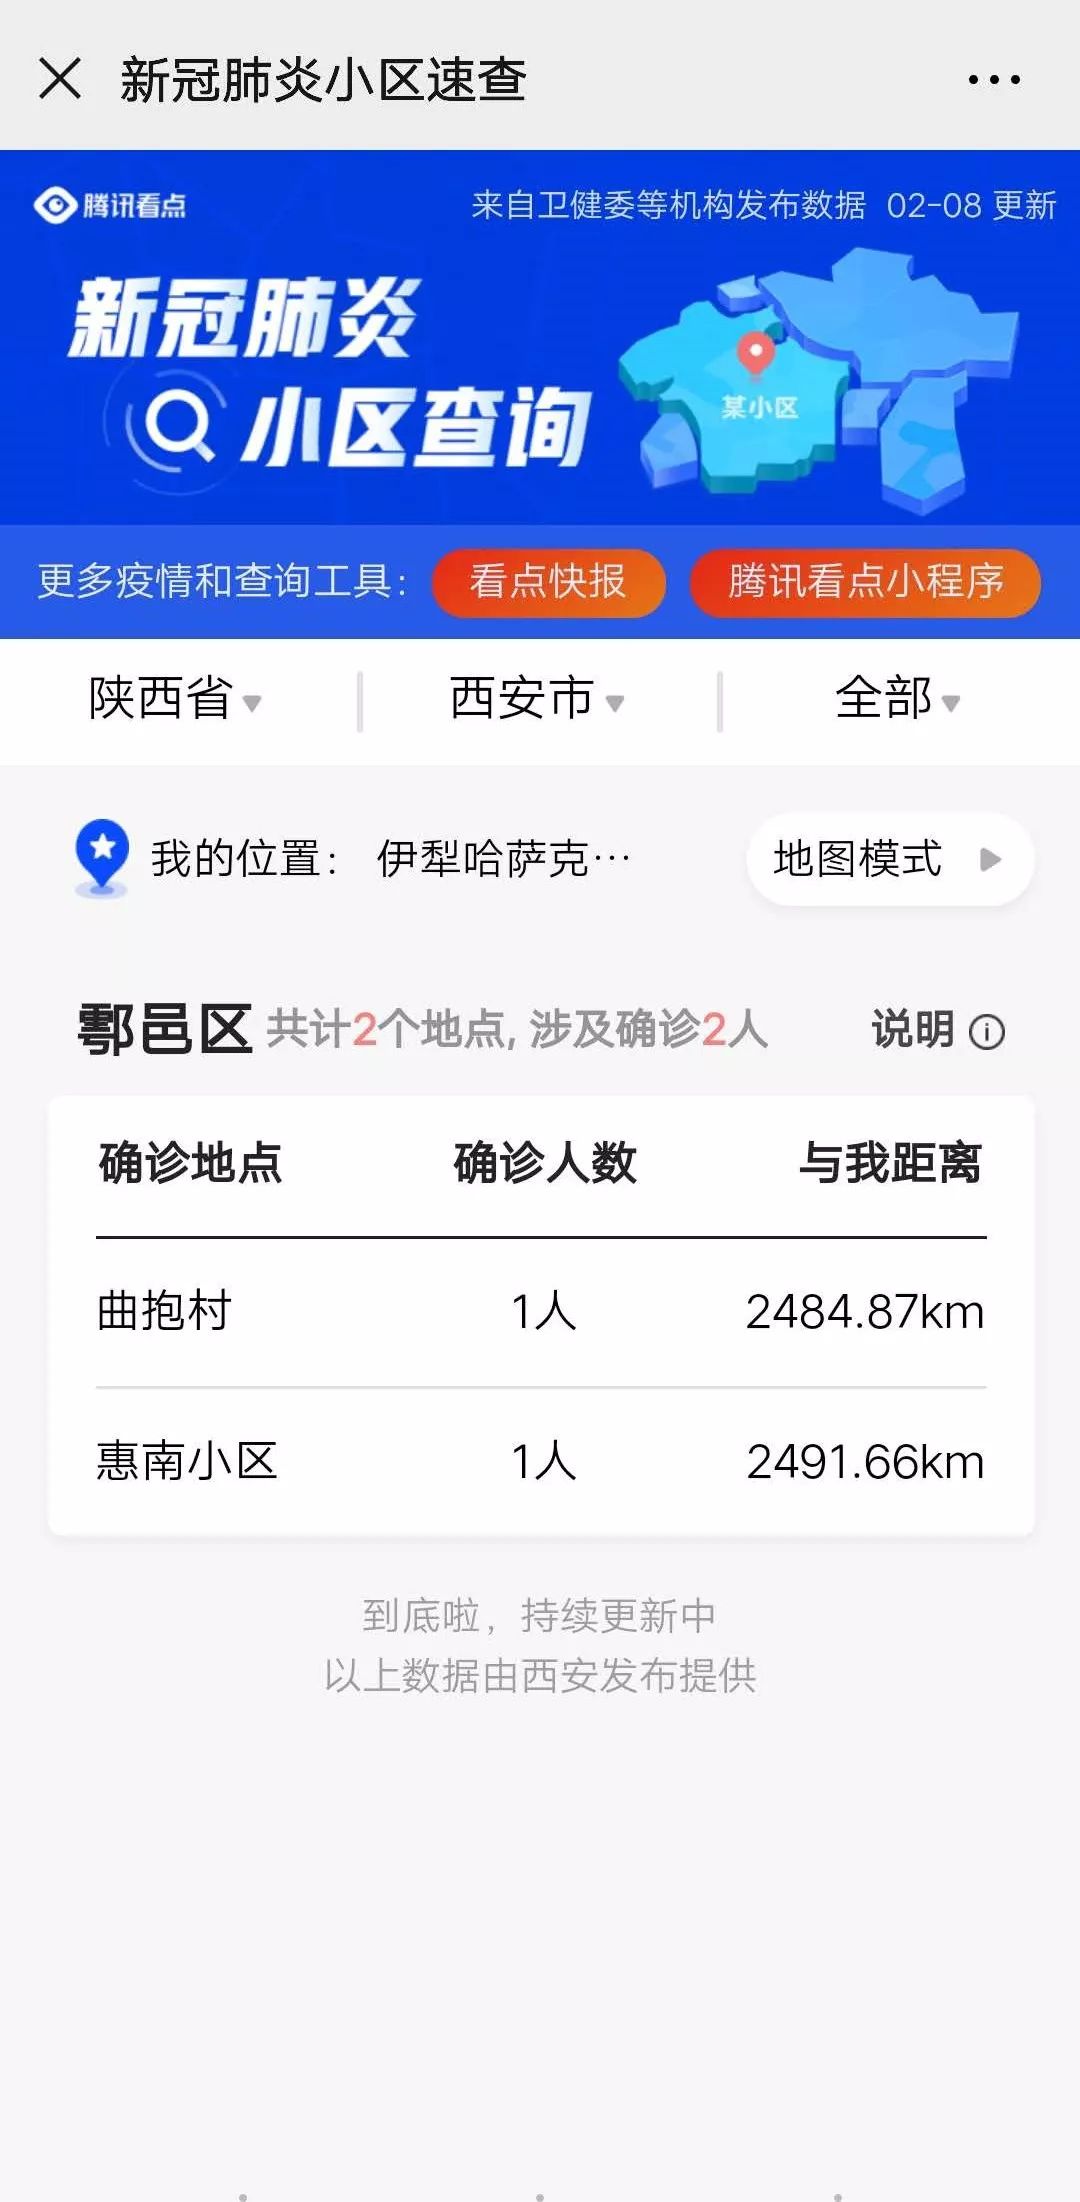 新冠肺炎小区速查
腾讯看点
来自卫健委等机构发布数据 02-08 更新
新冠肺炎
小区查询
某小区
更多疫情和查询工具： 看点快报 腾讯看点小程序
陕西省 西安市 全部
我的位置： 伊犁哈萨克… 地图模式
鄠邑区 共计2个地点, 涉及确诊2人 说明
确诊地点 确诊人数 与我距离
曲抱村 1人 2484.87km
惠南小区 1人 2491.66km
到底啦，持续更新中
以上数据由西安发布提供